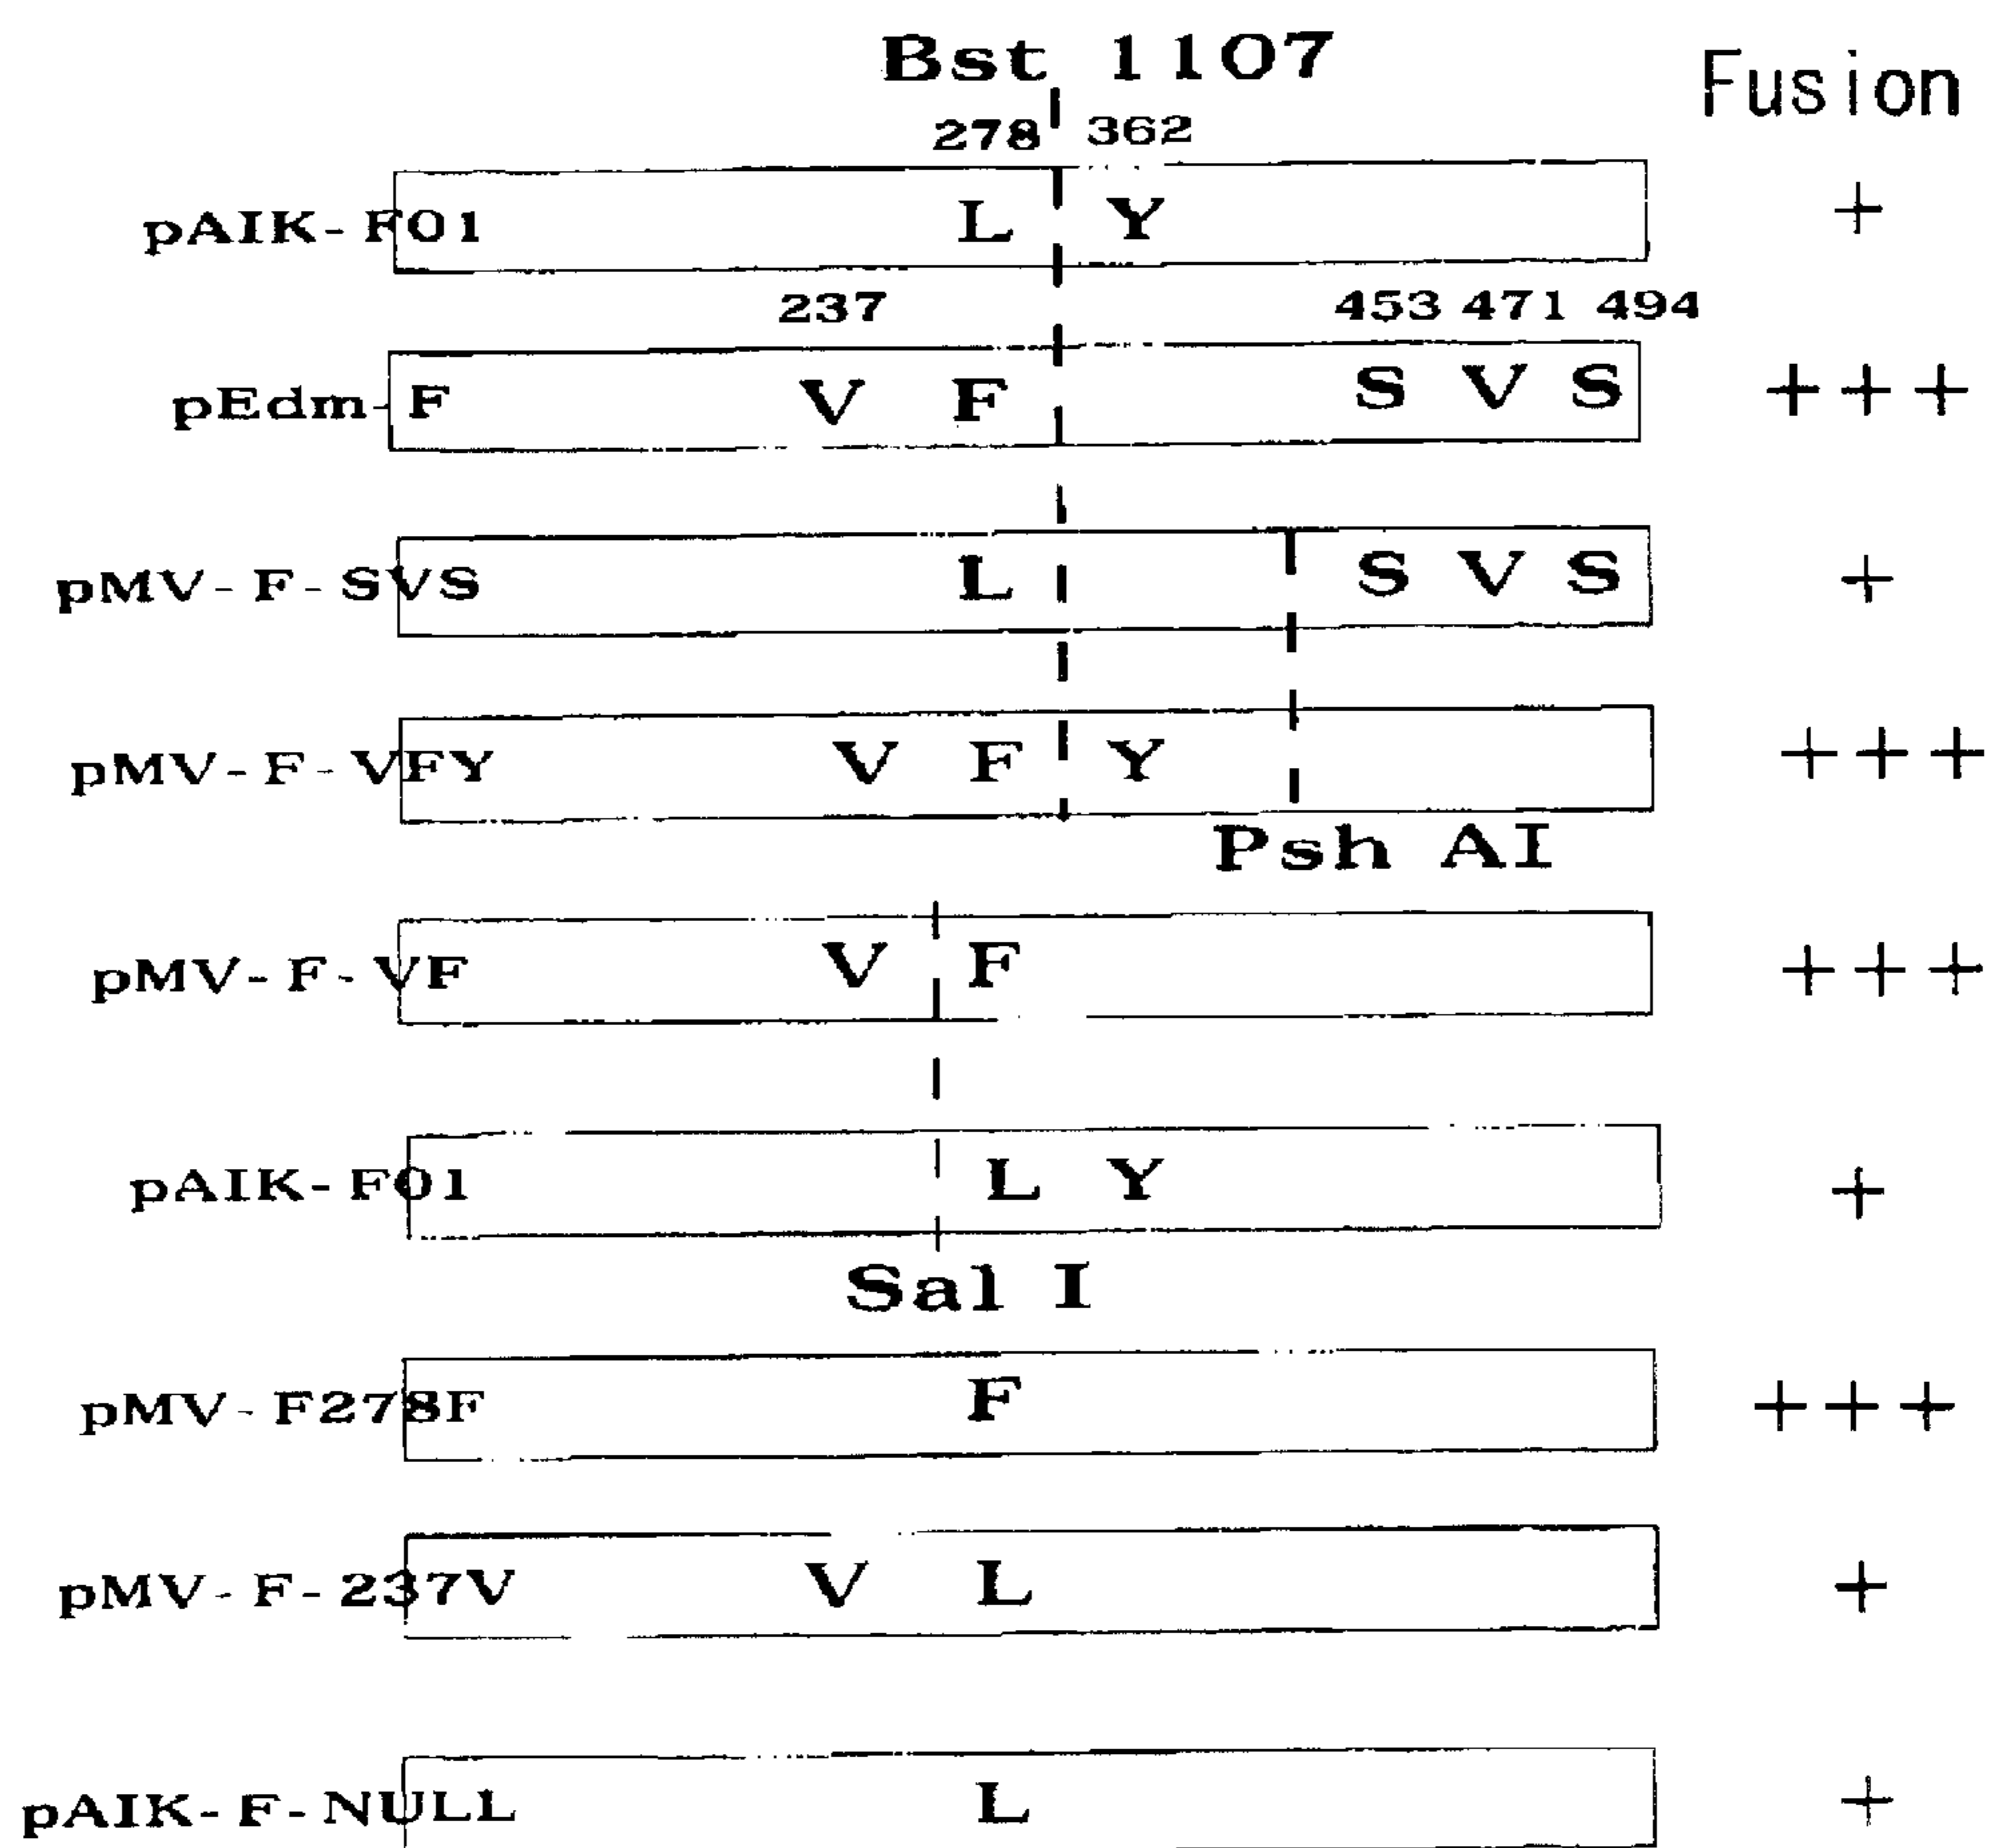 Bst 1107 Fusion
278 362
pAIK-F01 L Y +
237 453 471 494
pEdm-F V F S V S +++
pMV-F-SVS L S V S +
pMV-F-VFY V F Y +++
Psh AI
pMV-F-VF V F +++
pAIK-F01 L Y +
Sal I
pMV-F278F F +++
pMV-F-237V V L +
pAIK-F-NULL L +